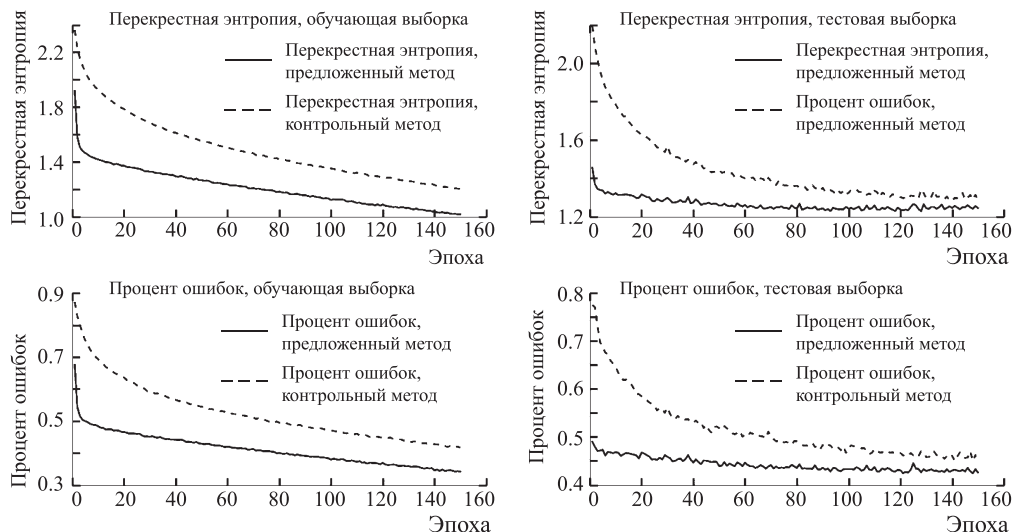 Перекрестная энтропия, обучающая выборка
Перекрестная энтропия
2.2
1.8
1.4
1.0
Перекрестная энтропия,
предложенный метод
Перекрестная энтропия,
контрольный метод
0 20 40 60 80 100 120 140 160
Эпоха
Перекрестная энтропия, тестовая выборка
Перекрестная энтропия
2.0
1.6
1.2
Перекрестная энтропия,
предложенный метод
Процент ошибок,
предложенный метод
0 20 40 60 80 100 120 140 160
Эпоха
Процент ошибок, обучающая выборка
Процент ошибок
0.9
0.7
0.5
0.3
Процент ошибок,
предложенный метод
Процент ошибок,
контрольный метод
0 20 40 60 80 100 120 140 160
Эпоха
Процент ошибок, тестовая выборка
Процент ошибок
0.8
0.7
0.6
0.5
0.4
Процент ошибок,
предложенный метод
Процент ошибок,
контрольный метод
0 20 40 60 80 100 120 140 160
Эпоха